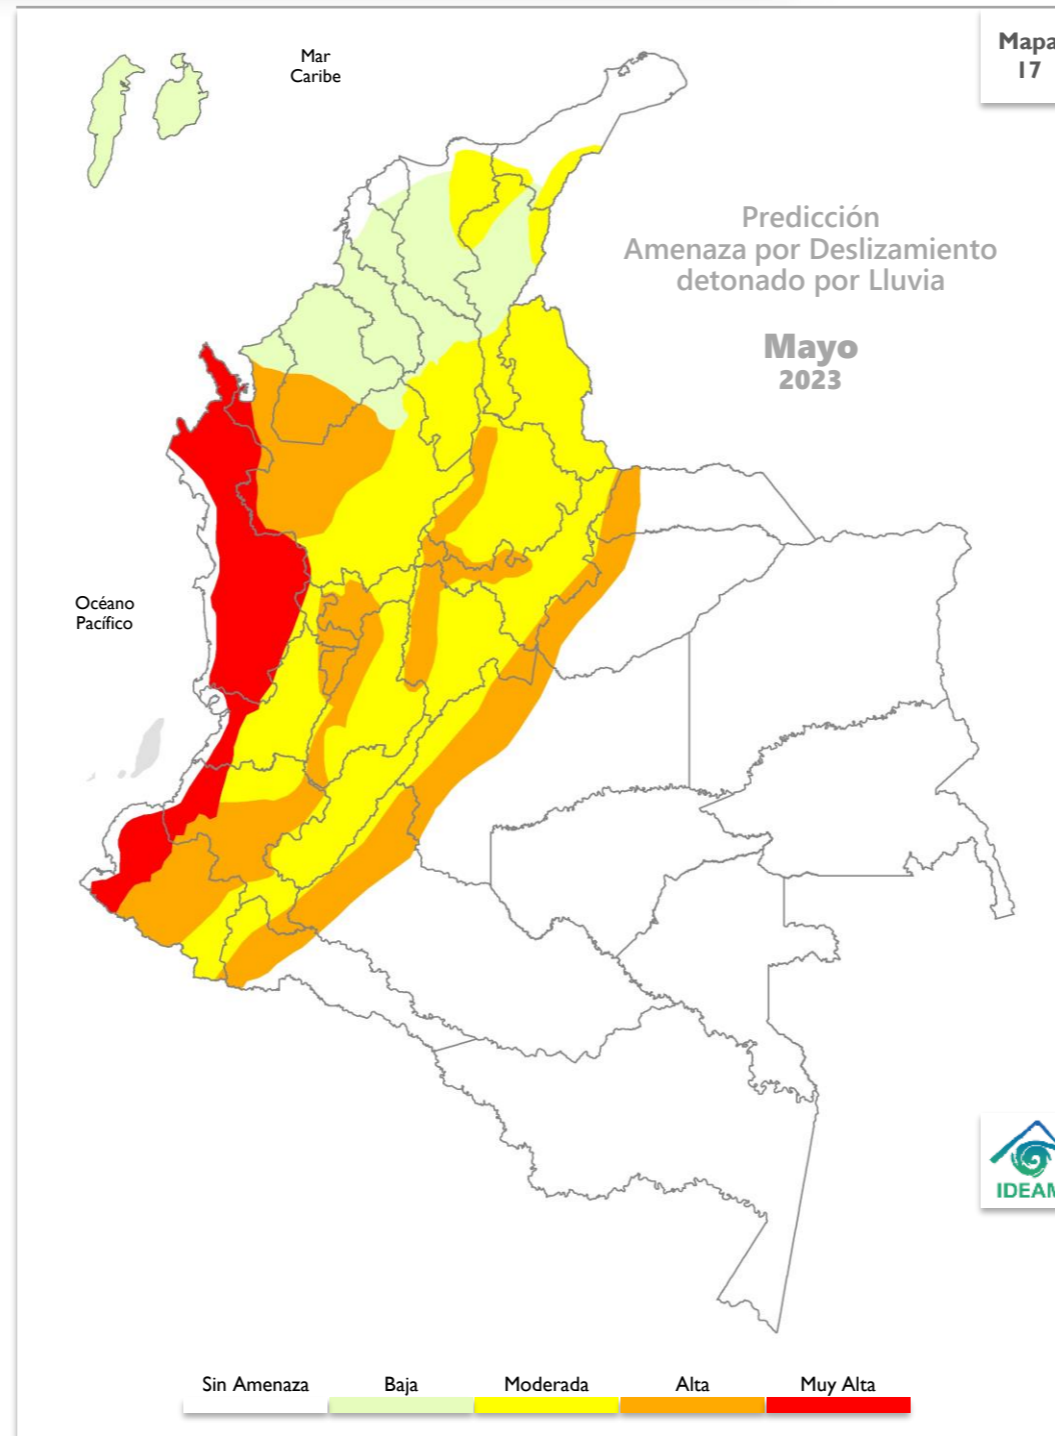 Mapa
17
Mar
Caribe
Predicción
Amenaza por Deslizamiento
detonado por Lluvia
Mayo
2023
Océano
Pacífico
IDEAM
Sin Amenaza Baja Moderada Alta Muy Alta